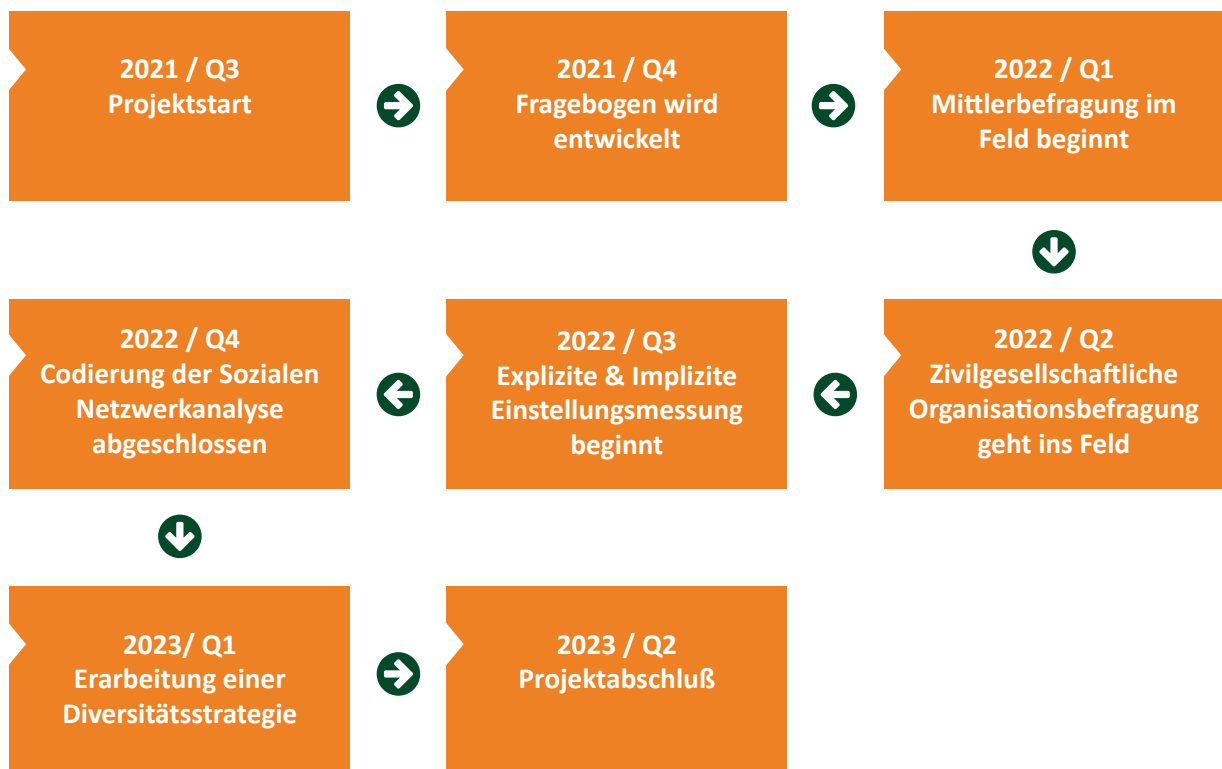 2021 / Q3
Projektstart
2021 / Q4
Fragebogen wird
entwickelt
2022 / Q1
Mittlerbefragung im
Feld beginnt
2022 / Q2
Zivilgesellschaftliche
Organisationsbefragung
geht ins Feld
2022 / Q3
Explizite & Implizite
Einstellungsmessung
beginnt
2022 / Q4
Codierung der Sozialen
Netzwerkanalyse
abgeschlossen
2023/ Q1
Erarbeitung einer
Diversitätsstrategie
2023 / Q2
Projektabschluß